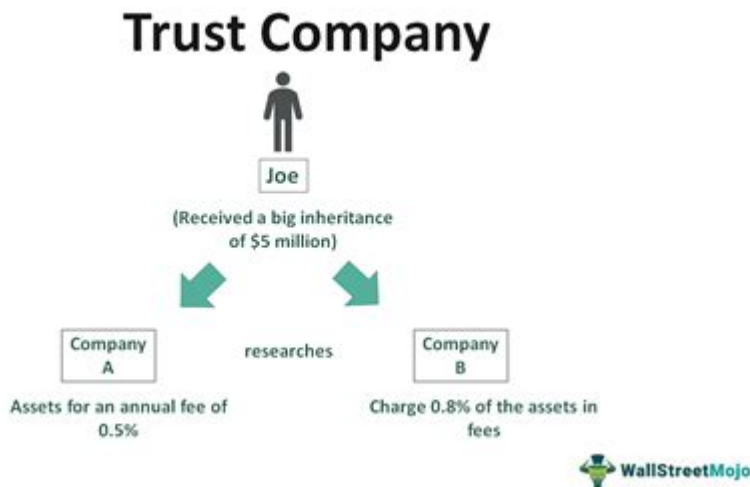 Trust Company
Joe
(Received a big inheritance
of $5 million)
Company
A
researches
Company
B
Assets for an annual fee of
0.5%
Charge 0.8% of the assets in
fees
WallStreetMojo